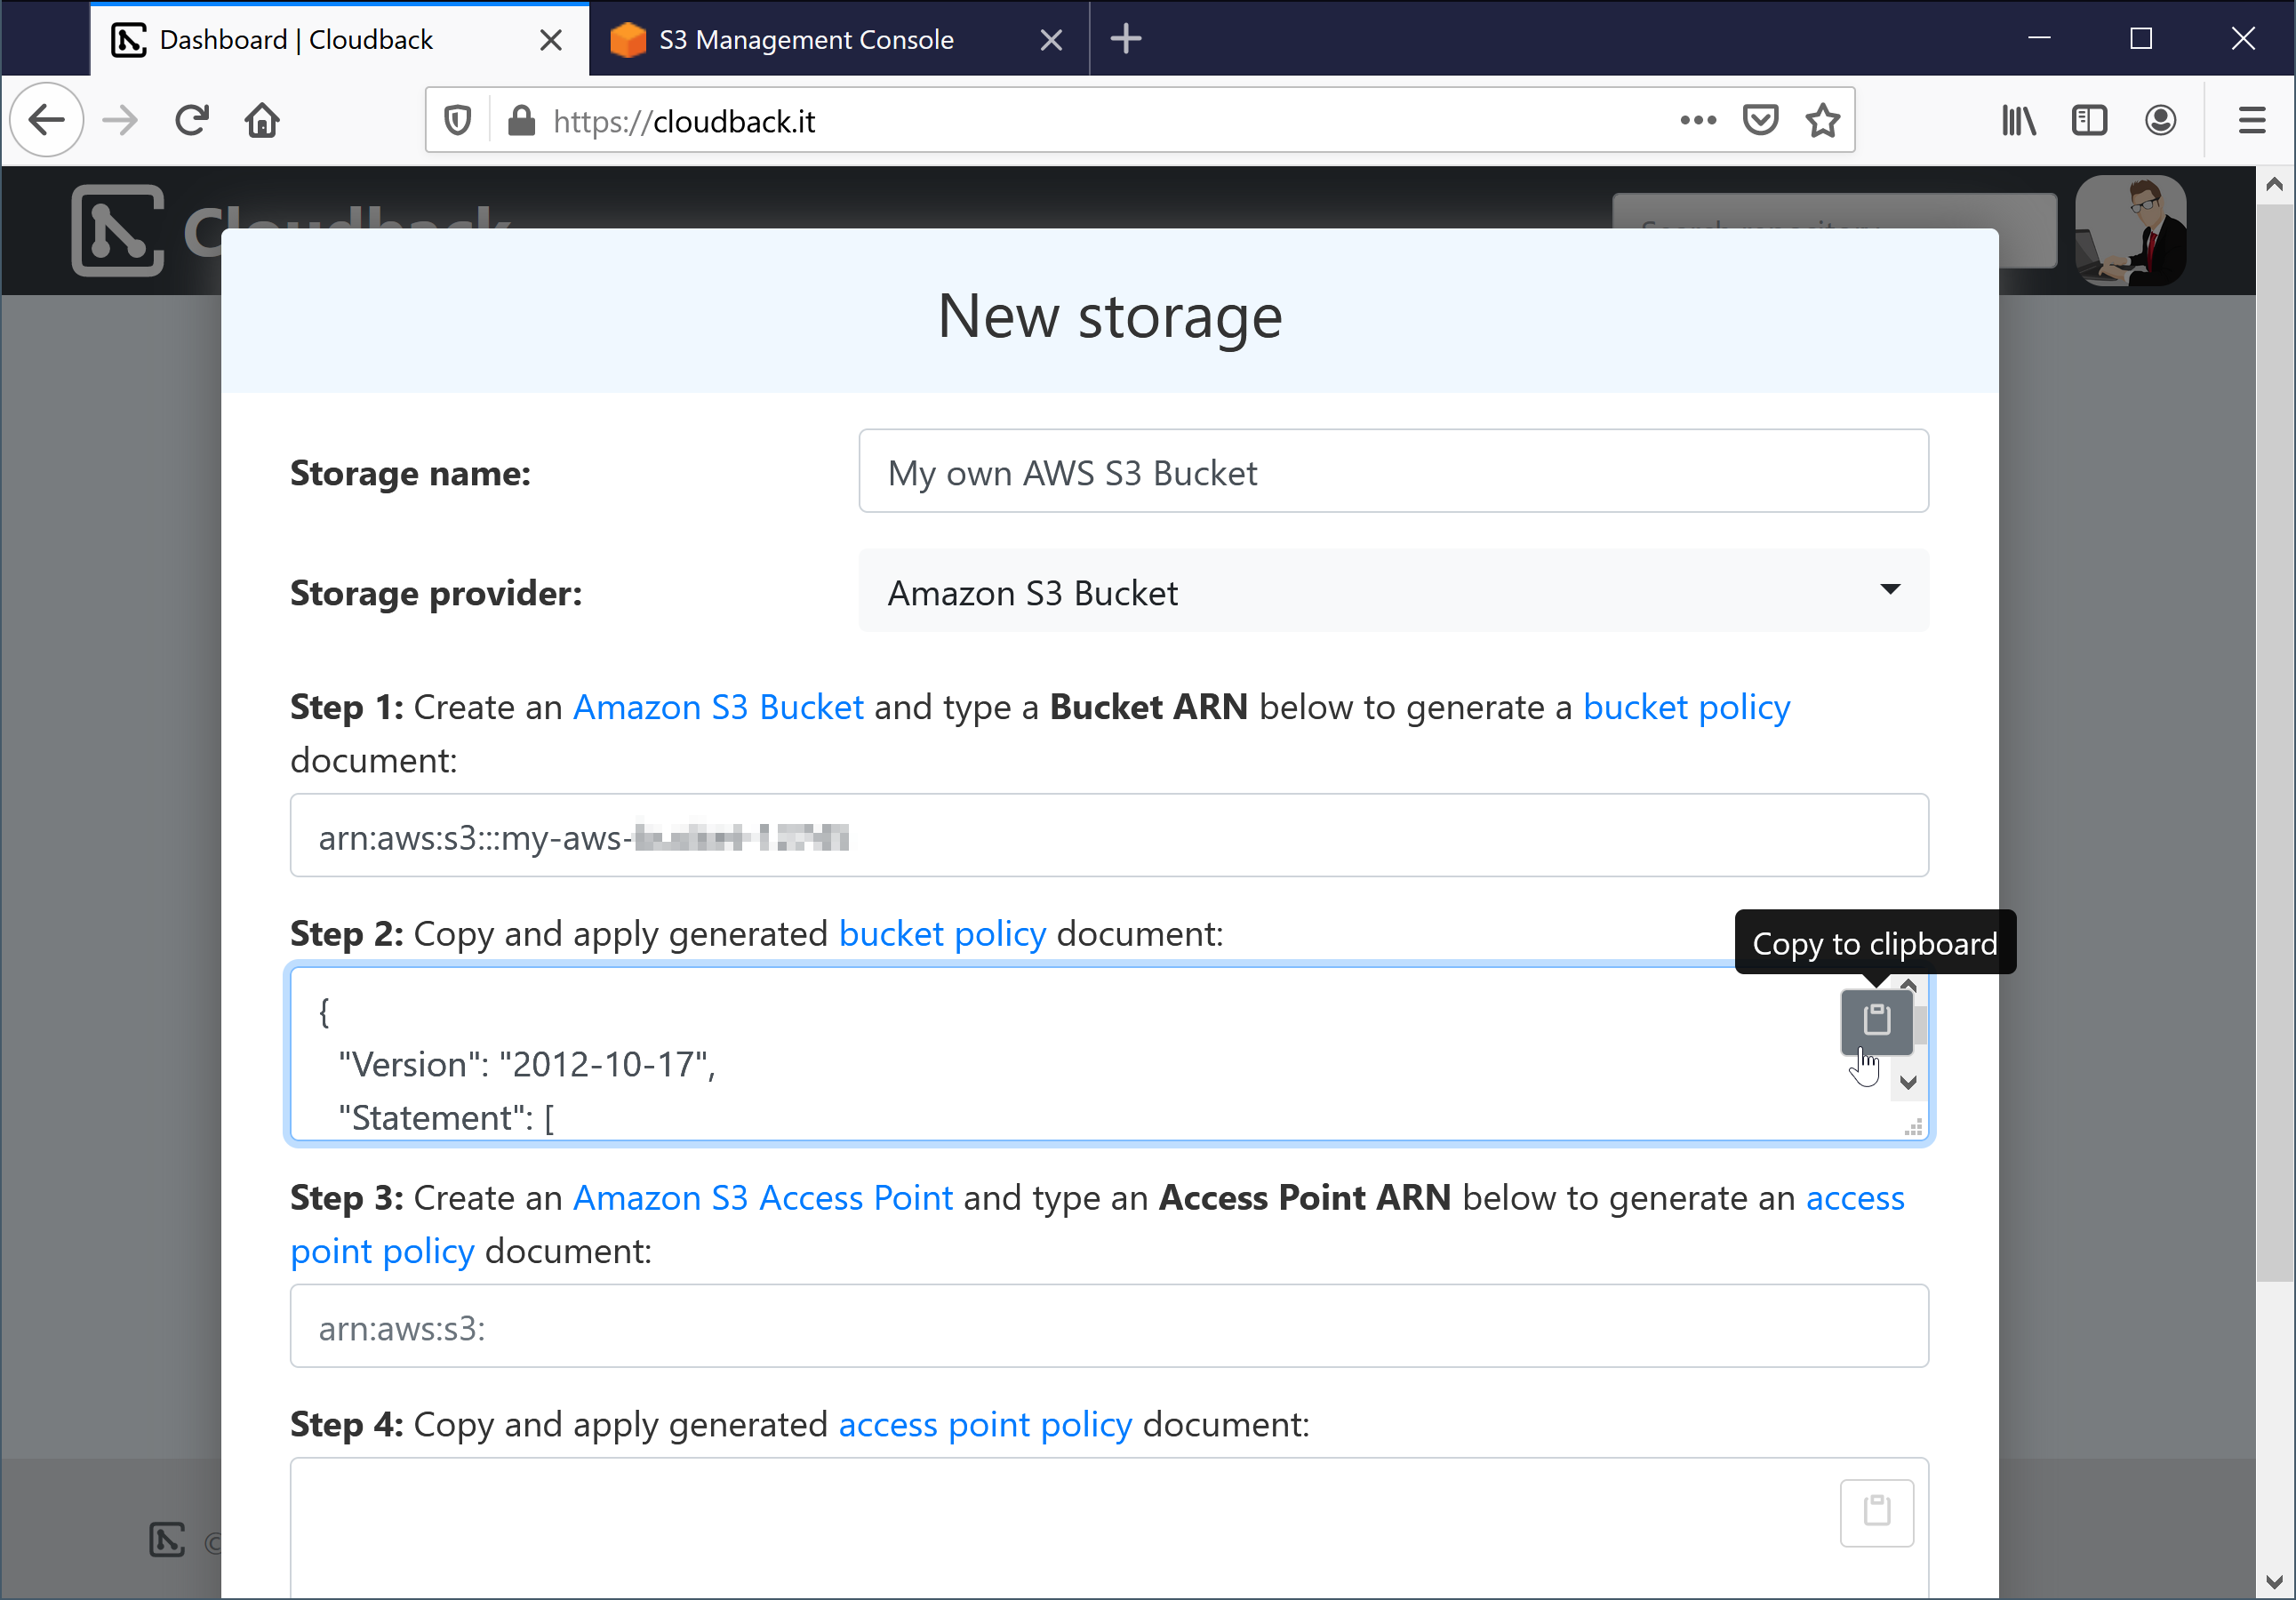 Dashboard | Cloudback
S3 Management Console
https://cloudback.it
Cloudback
Search repository
New storage
Storage name:
My own AWS S3 Bucket
Storage provider:
Amazon S3 Bucket
Step 1: Create an Amazon S3 Bucket and type a Bucket ARN below to generate a bucket policy
document:
arn:aws:s3:::my-aws-
Step 2: Copy and apply generated bucket policy document:
Copy to clipboard
{
"Version": "2012-10-17",
"Statement": [
Step 3: Create an Amazon S3 Access Point and type an Access Point ARN below to generate an access
point policy document:
arn:aws:s3:
Step 4: Copy and apply generated access point policy document:
©